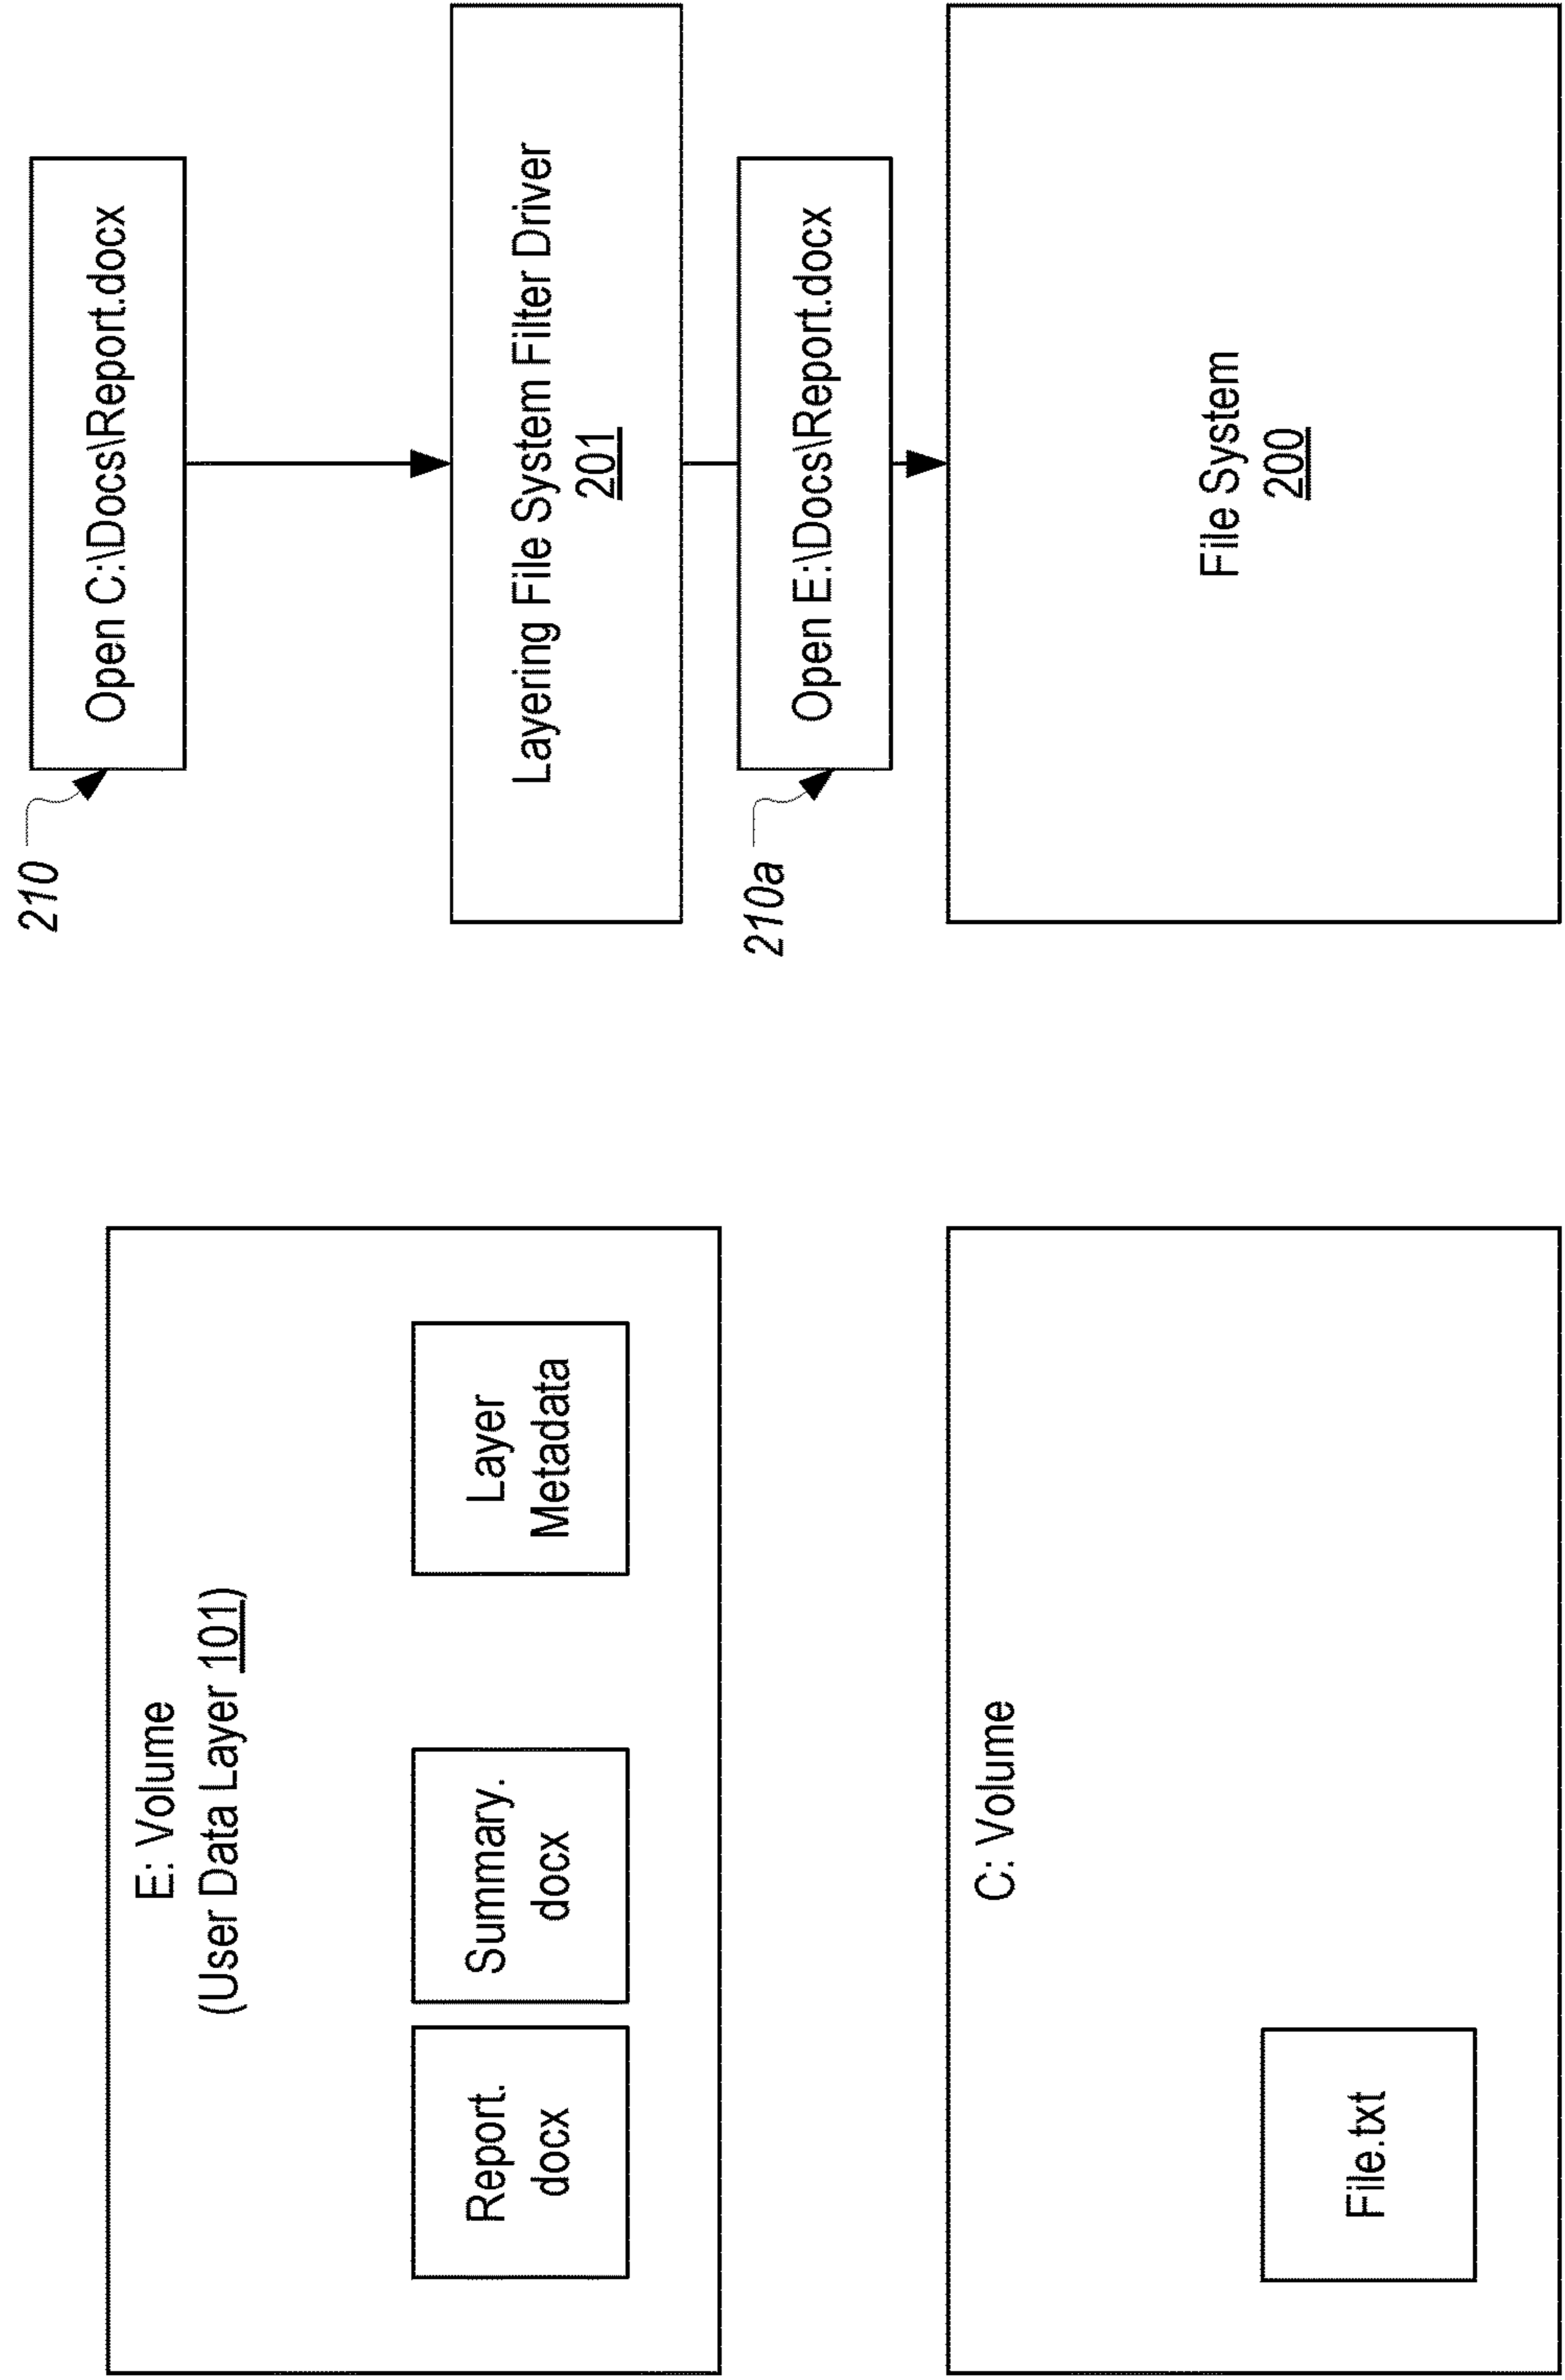 E: Volume
(User Data Layer 101)
Report.
docx
Summary.
docx
Layer
Metadata
C: Volume
File.txt
210
Open C:\Docs\Report.docx
Layering File System Filter Driver
201
210a
Open E:\Docs\Report.docx
File System
200